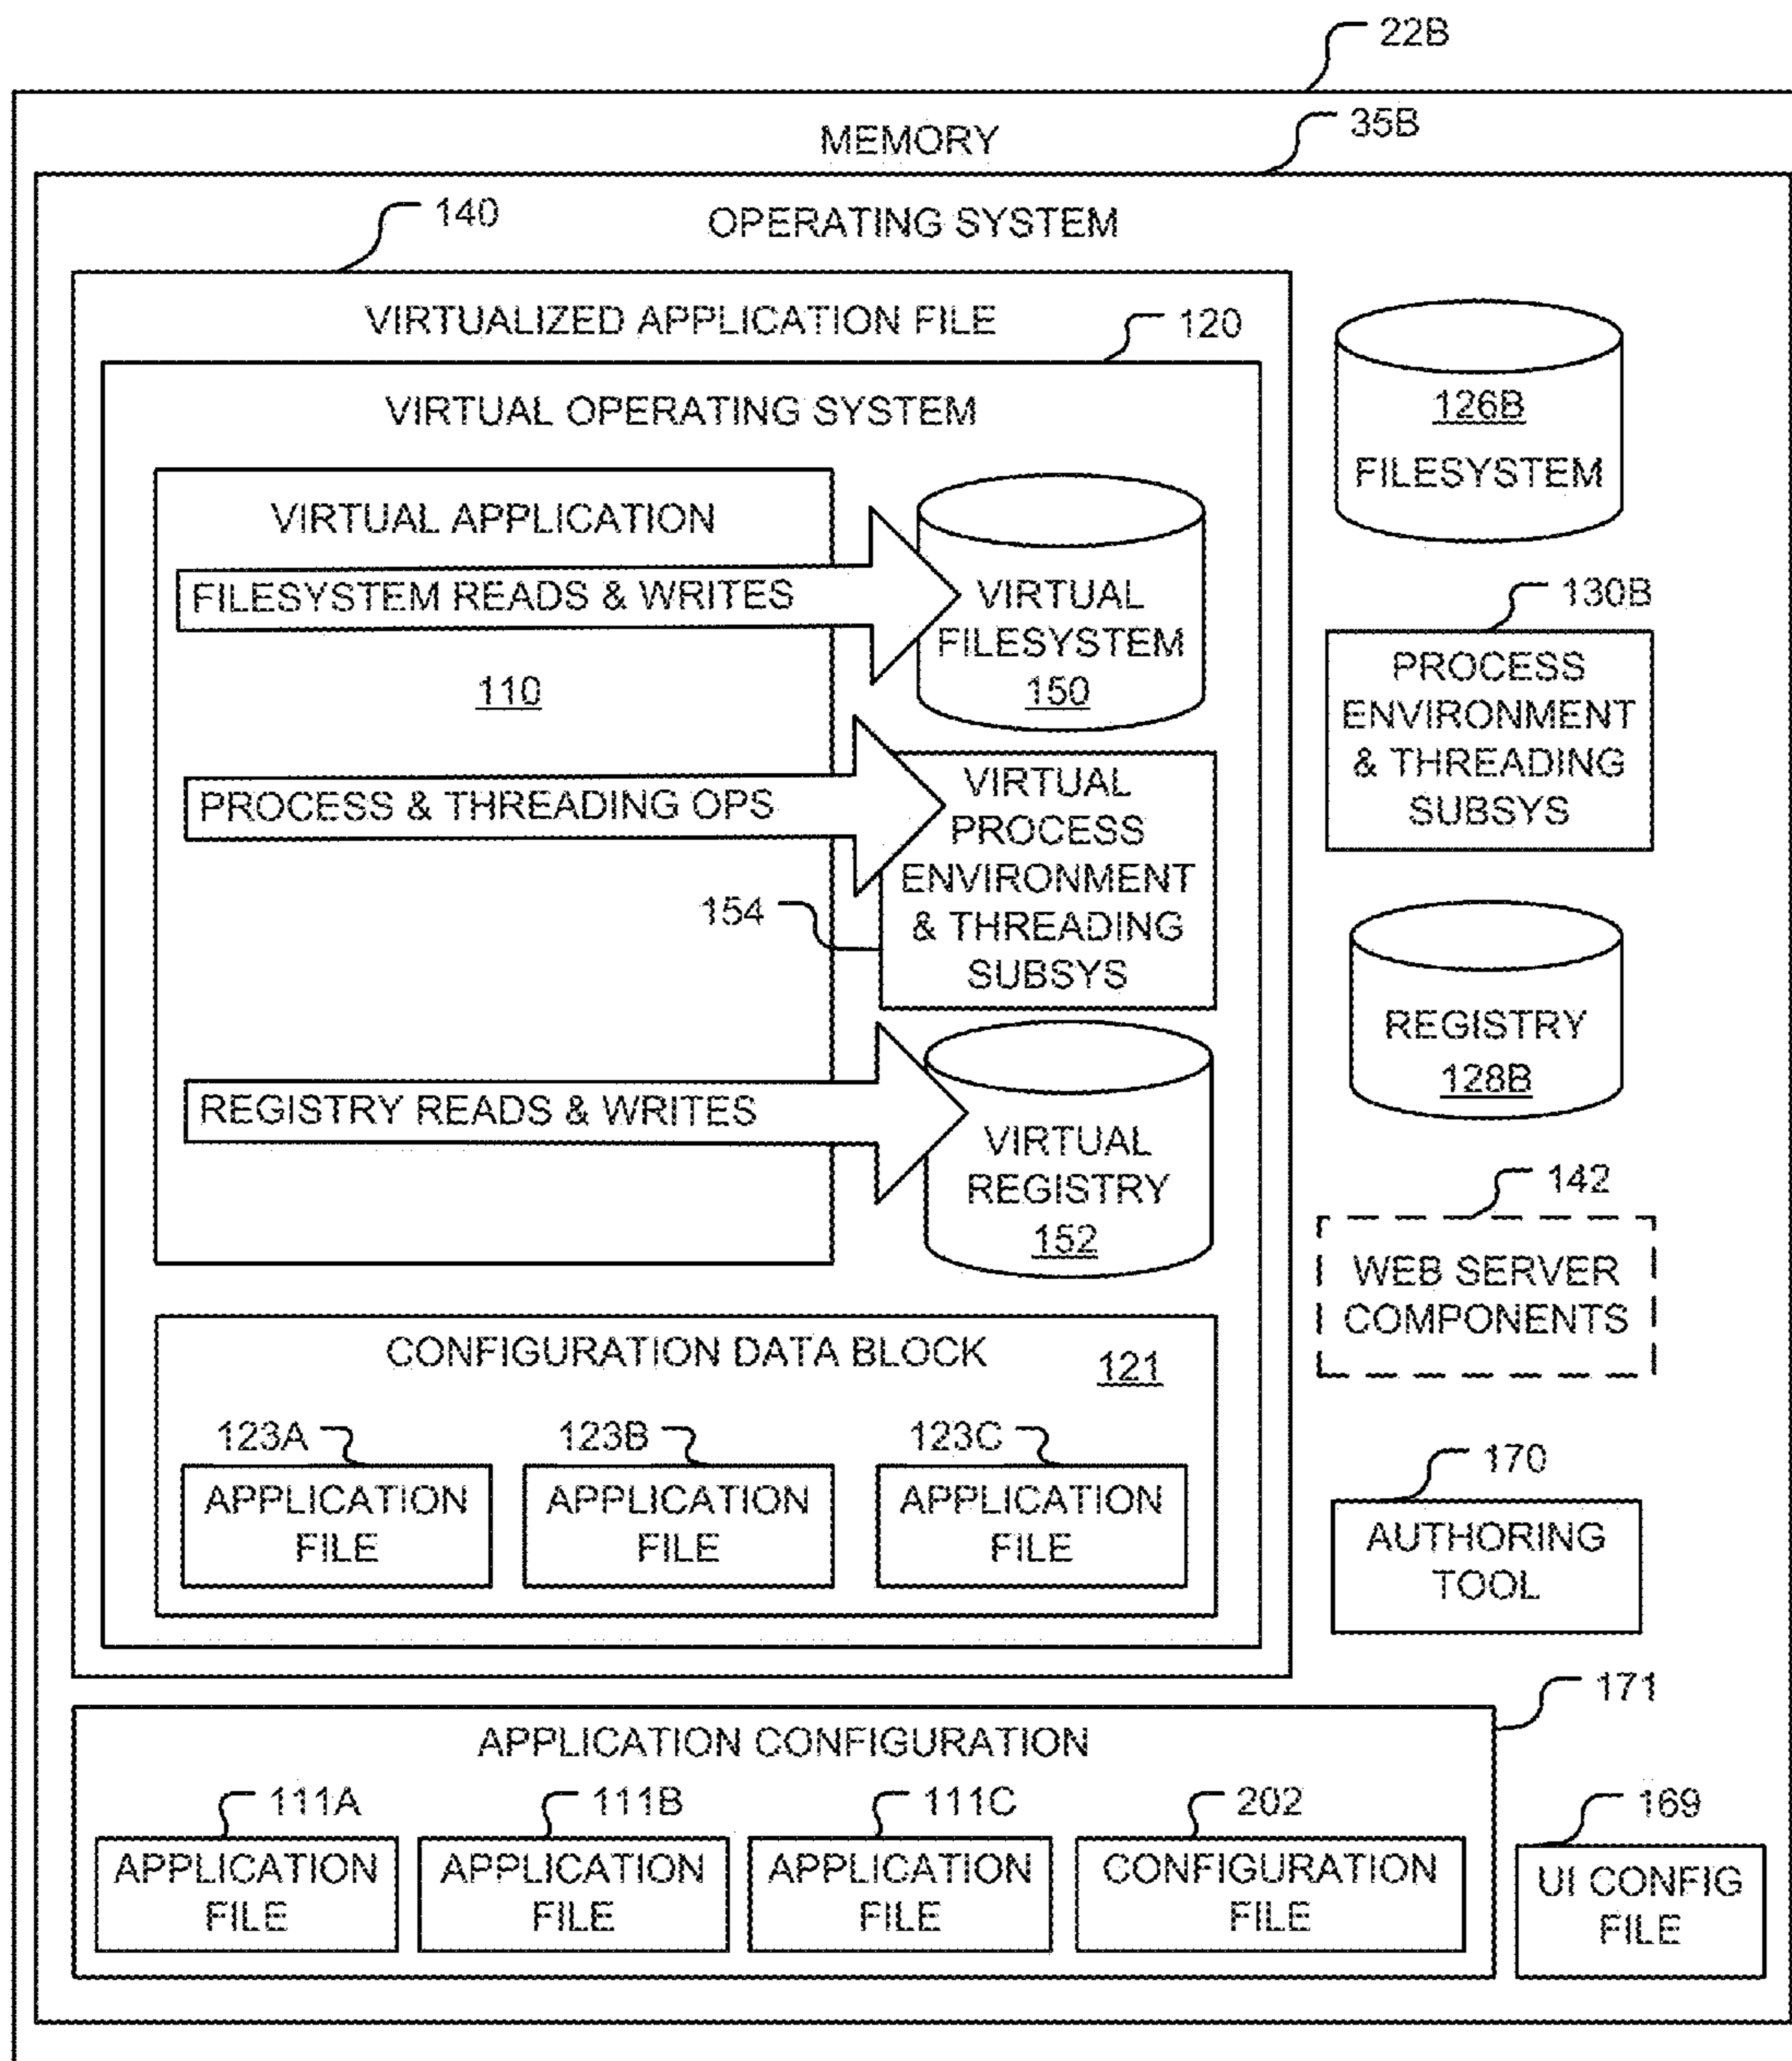 22B
MEMORY
35B
140
OPERATING SYSTEM
VIRTUALIZED APPLICATION FILE
120
VIRTUAL OPERATING SYSTEM
VIRTUAL APPLICATION
FILESYSTEM READS & WRITES
110
PROCESS & THREADING OPS
154
REGISTRY READS & WRITES
VIRTUAL
FILESYSTEM
150
VIRTUAL
PROCESS
ENVIRONMENT
& THREADING
SUBSYS
VIRTUAL
REGISTRY
152
CONFIGURATION DATA BLOCK
121
123A
123B
123C
APPLICATION
FILE
APPLICATION
FILE
APPLICATION
FILE
126B
FILESYSTEM
130B
PROCESS
ENVIRONMENT
& THREADING
SUBSYS
REGISTRY
128B
142
WEB SERVER
COMPONENTS
170
AUTHORING
TOOL
171
APPLICATION CONFIGURATION
111A
111B
111C
202
APPLICATION
FILE
APPLICATION
FILE
APPLICATION
FILE
CONFIGURATION
FILE
169
UI CONFIG
FILE